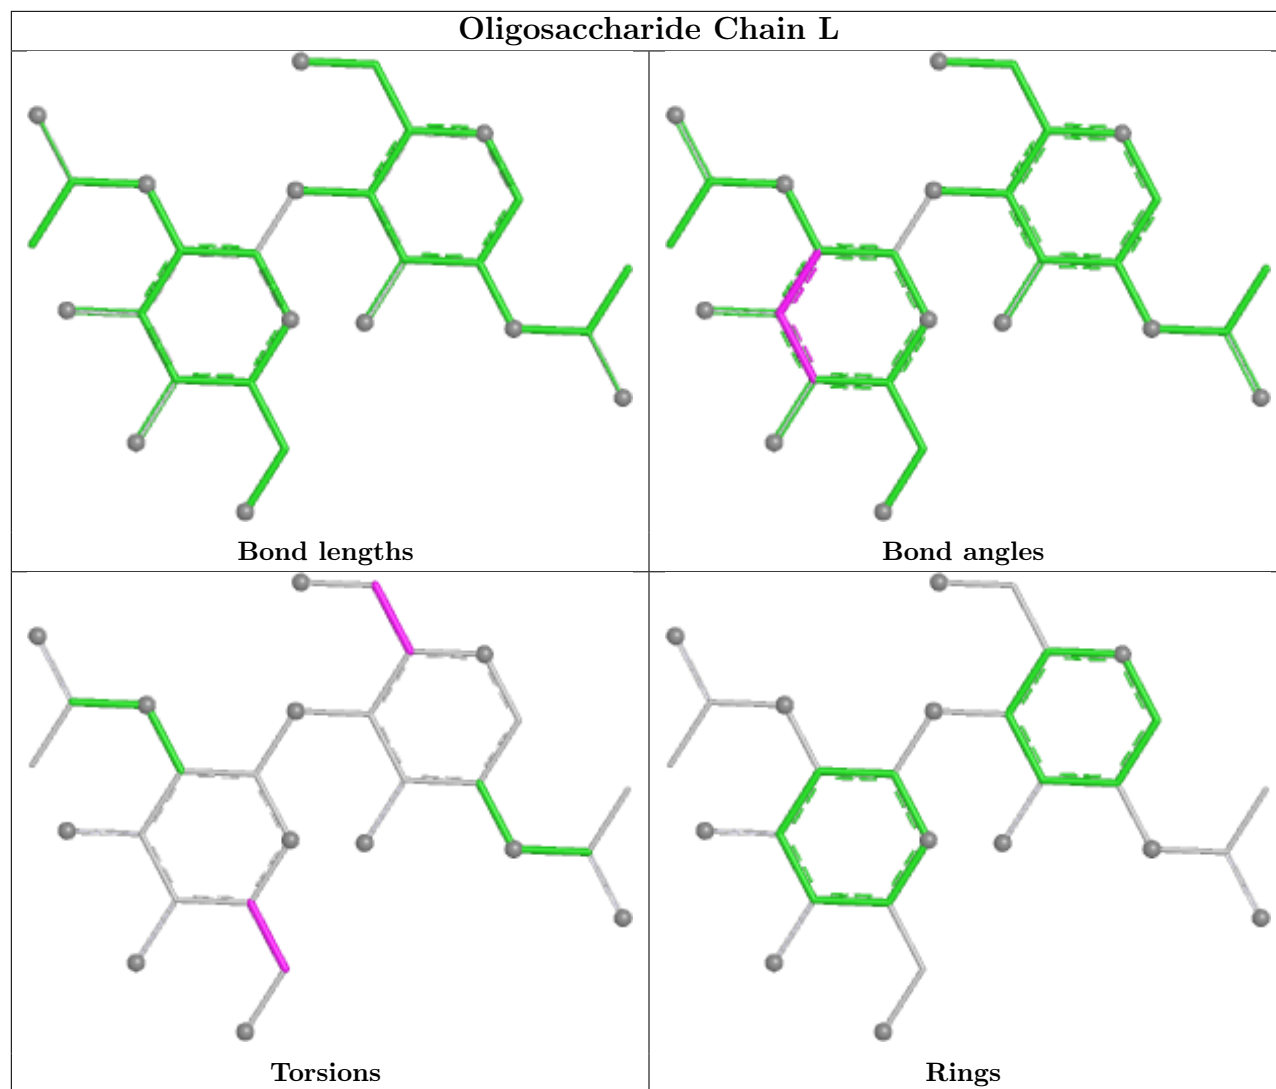 Oligosaccharide Chain L
Bond lengths
Bond angles
Torsions
Rings